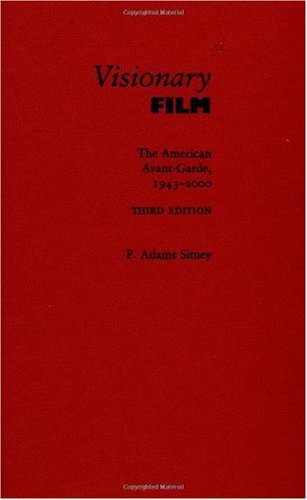 Visionary
FILM
The American
Avant-Garde,
1943–2000
THIRD EDITION
P. Adams Sitney